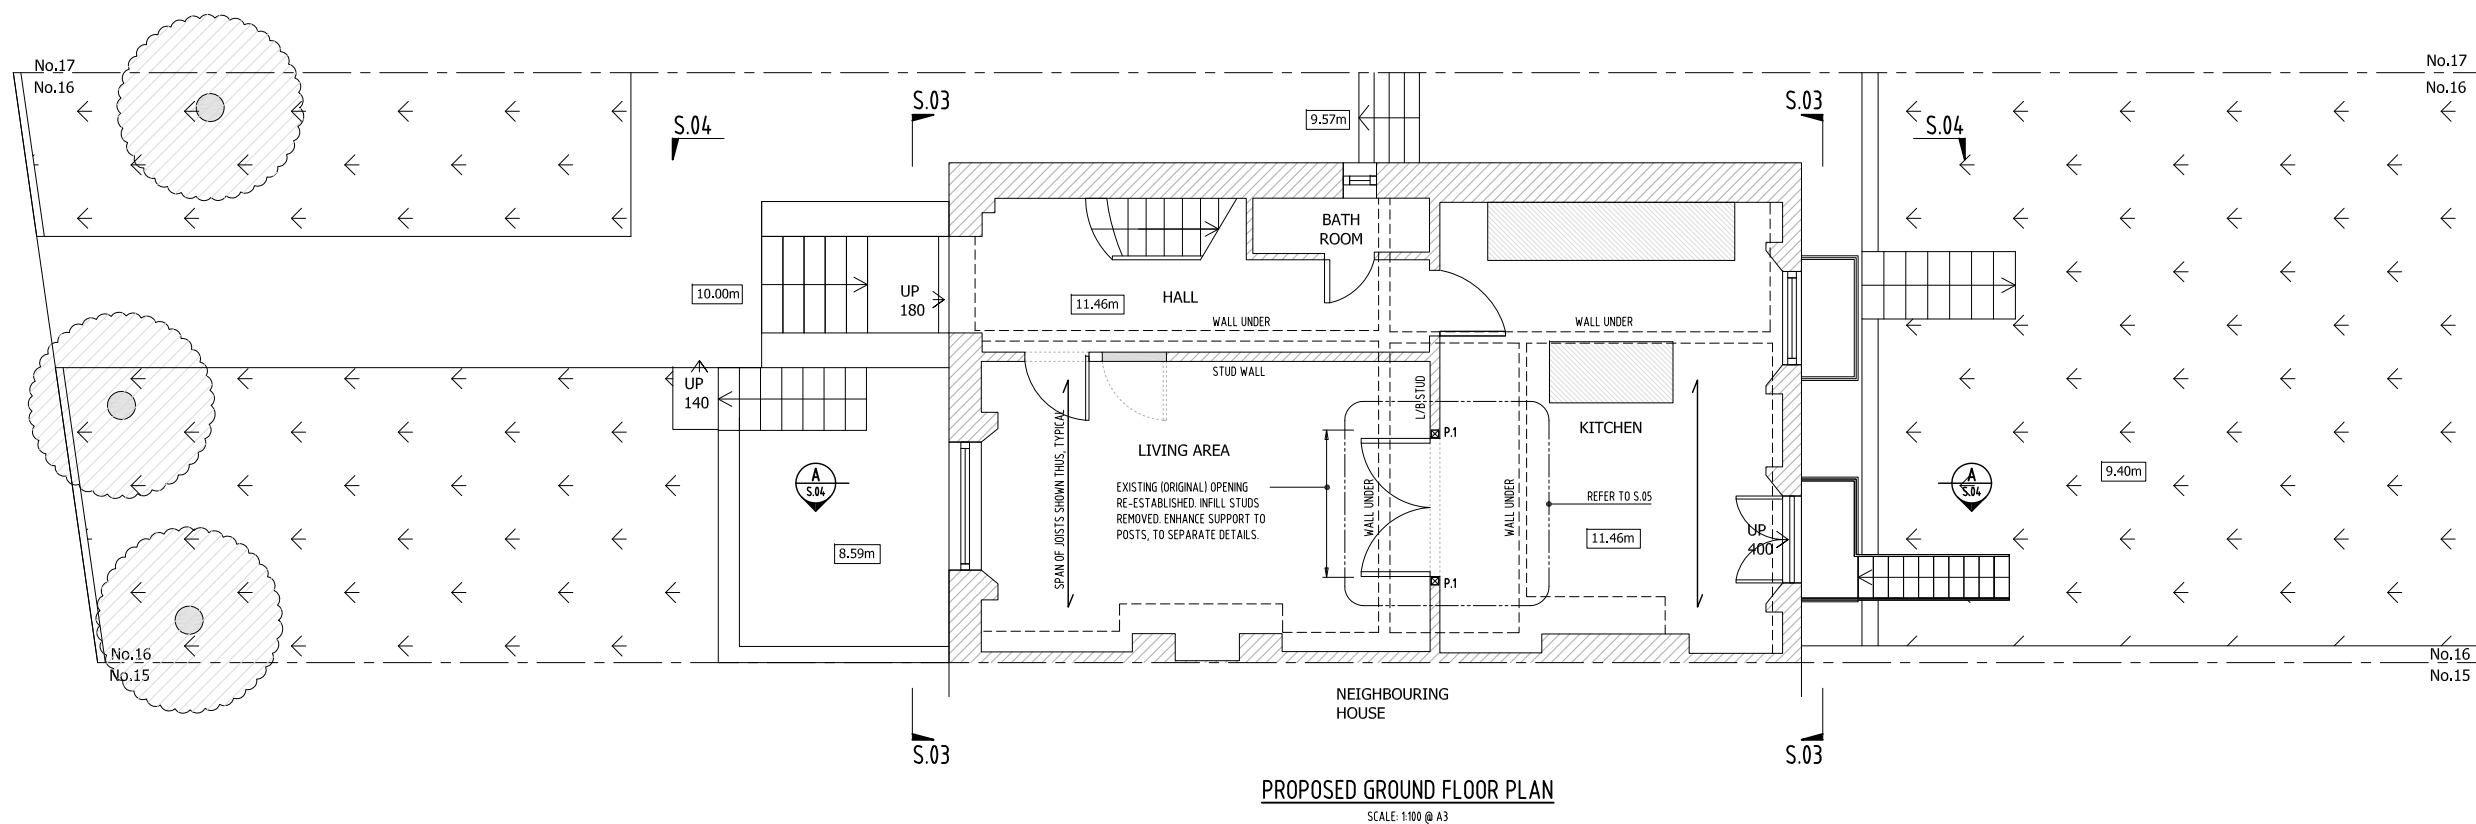 No.17
No.16
No.17
No.16
S.03
S.03
S.04
S.04
9.57m
BATH
ROOM
10.00m
UP
180
11.46m
HALL
WALL UNDER
WALL UNDER
STUD WALL
UP
140
L/B STUD
SPAN OF JOISTS SHOWN THUS, TYPICAL
P.1
KITCHEN
LIVING AREA
A
S.04
A
S.04
9.40m
EXISTING (ORIGINAL) OPENING
RE-ESTABLISHED. INFILL STUDS
REMOVED. ENHANCE SUPPORT TO
POSTS, TO SEPARATE DETAILS.
WALL UNDER
WALL UNDER
REFER TO S.05
8.59m
11.46m
UP
400
P.1
No.16
No.15
No.16
No.15
NEIGHBOURING
HOUSE
S.03
S.03
PROPOSED GROUND FLOOR PLAN
SCALE: 1:100 @ A3